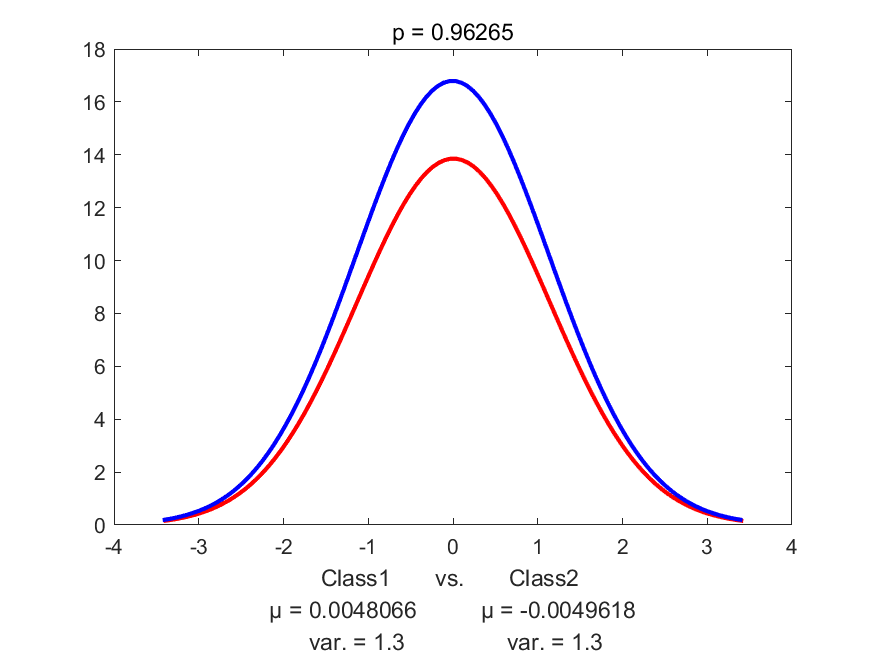 p = 0.96265
18
16
14
12
10
8
6
4
2
0
-4 -3 -2 -1 0 1 2 3 4
Class1 vs. Class2
μ = 0.0048066 μ = -0.0049618
var. = 1.3 var. = 1.3